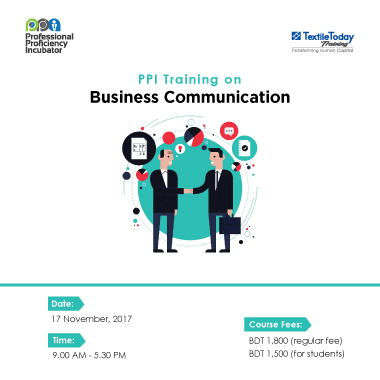 ppi
Professional
Proficiency
Incubator
TextileToday
Training
Transforming Human Capital
PPI Training on
Business Communication
Date:
17 November, 2017
Time:
9.00 AM - 5.30 PM
Course Fees:
BDT 1,800 (regular fee)
BDT 1,500 (for students)